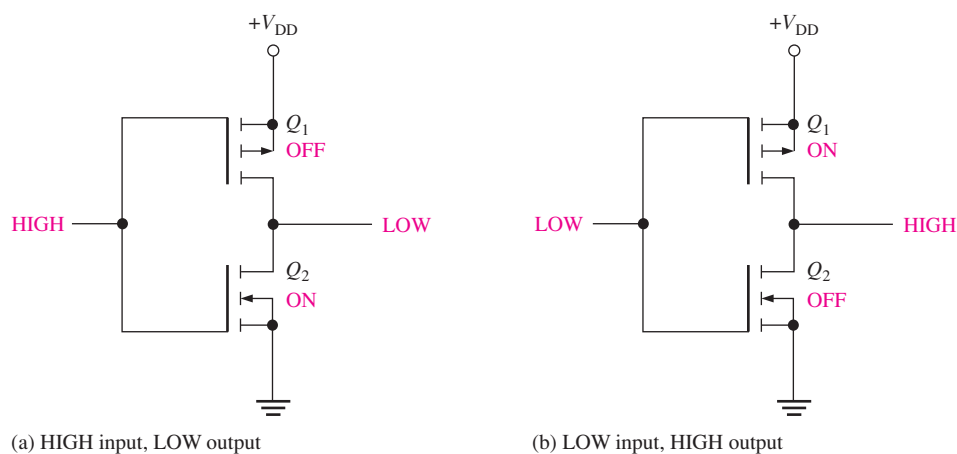 +V_DD
Q_1
OFF
HIGH
LOW
Q_2
ON
(a) HIGH input, LOW output
+V_DD
Q_1
ON
LOW
HIGH
Q_2
OFF
(b) LOW input, HIGH output